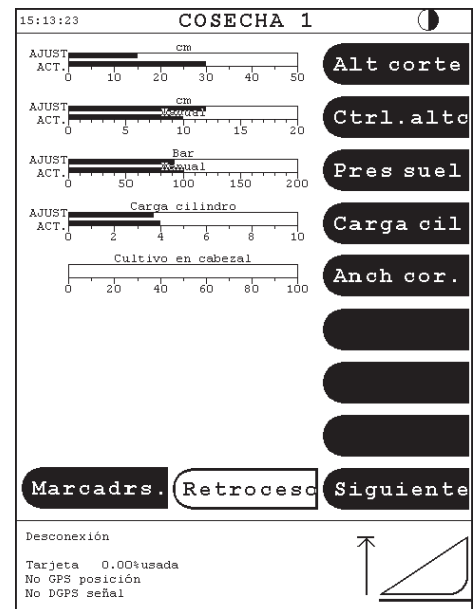 15:13:23 COSECHA 1
cm
AJUST
ACT.
0 10 20 30 40 50
Alt corte
cm
AJUST
Manual
ACT.
0 5 10 15 20
Ctrl.altc
Bar
AJUST
Manual
ACT.
0 50 100 150 200
Pres suel
Carga cilindro
AJUST
ACT.
0 2 4 6 8 10
Carga cil
Cultivo en cabezal
0 20 40 60 80 100
Anch cor.
Marcadrs. Retroceso Siguiente
Desconexión
Tarjeta 0.00%usada
No GPS posición
No DGPS señal